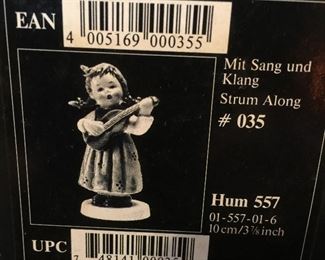 EAN
4 005169 000355
Mit Sang und
Klang
Strum Along
# 035
Hum 557
01-557-01-6
10 cm/3⅞ inch
UPC